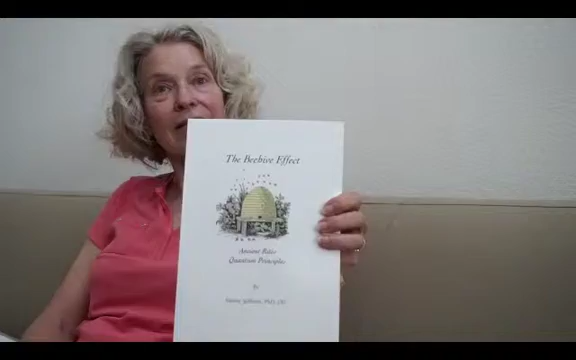 The Beehive Effect
Ancient Rites
Quantum Principles
By